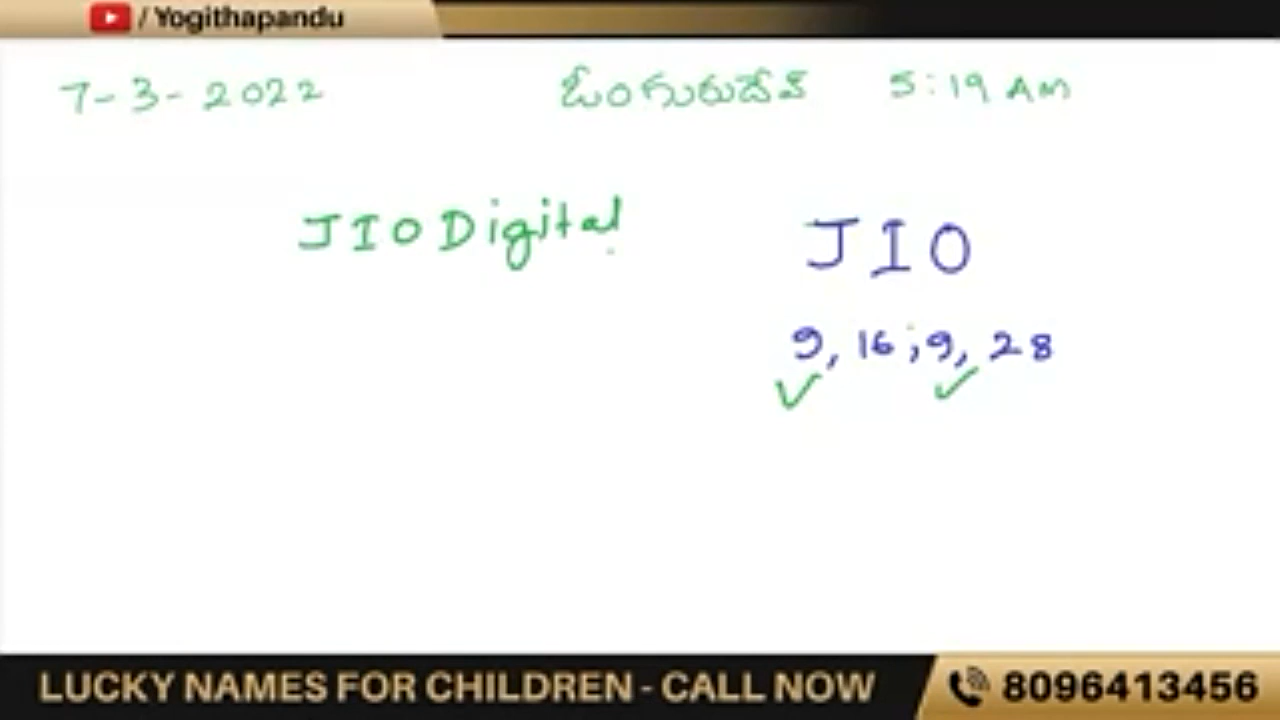 / Yogithapandu
7-3-2022 ఓంగురుదేవ్ 5:19 AM
JIO Digital JIO
9, 16; 9, 28
LUCKY NAMES FOR CHILDREN - CALL NOW 8096413456